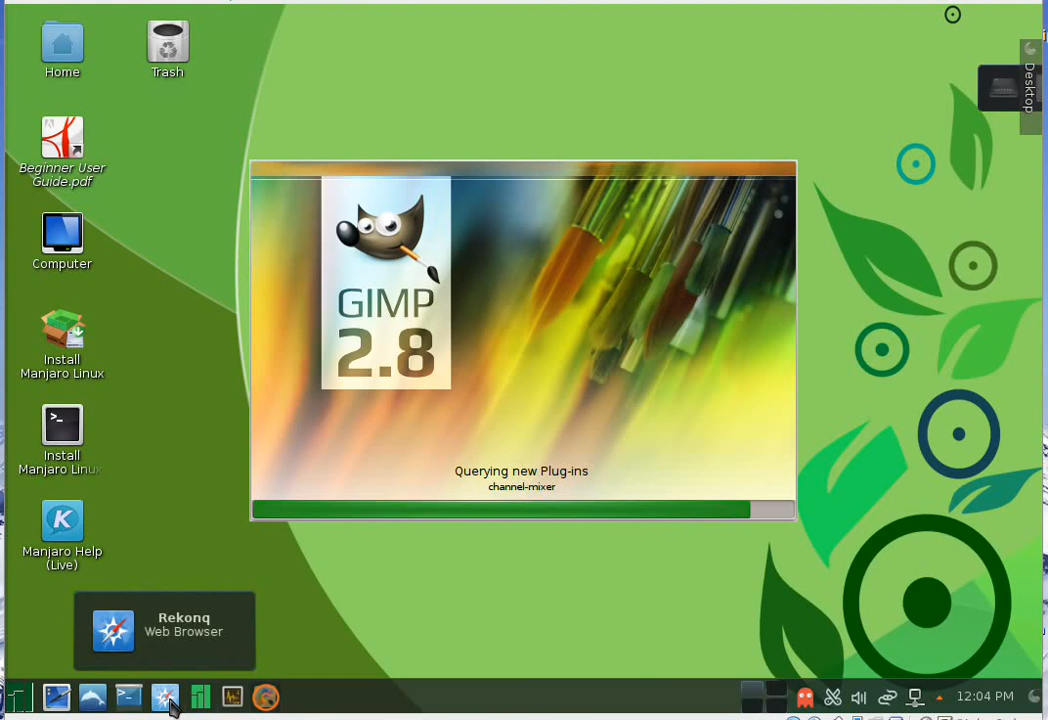 Home
Trash
Desktop
Beginner User
Guide.pdf
Computer
GIMP
2.8
Install
Manjaro Linux
>_
Install
Manjaro Linux
Querying new Plug-ins
channel-mixer
K
Manjaro Help
(Live)
Rekonq
Web Browser
>_
12:04 PM